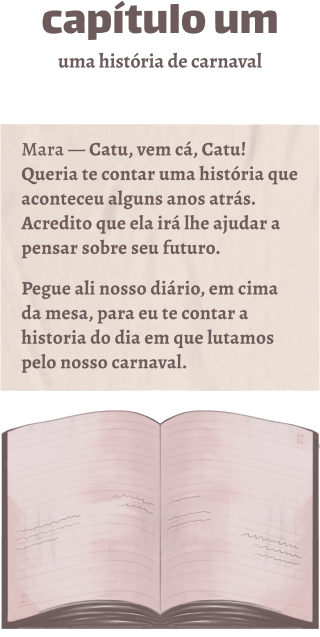 capítulo um
uma história de carnaval
Mara — Catu, vem cá, Catu!
Queria te contar uma história que
aconteceu alguns anos atrás.
Acredito que ela irá lhe ajudar a
pensar sobre seu futuro.
Pegue ali nosso diário, em cima
da mesa, para eu te contar a
historia do dia em que lutamos
pelo nosso carnaval.